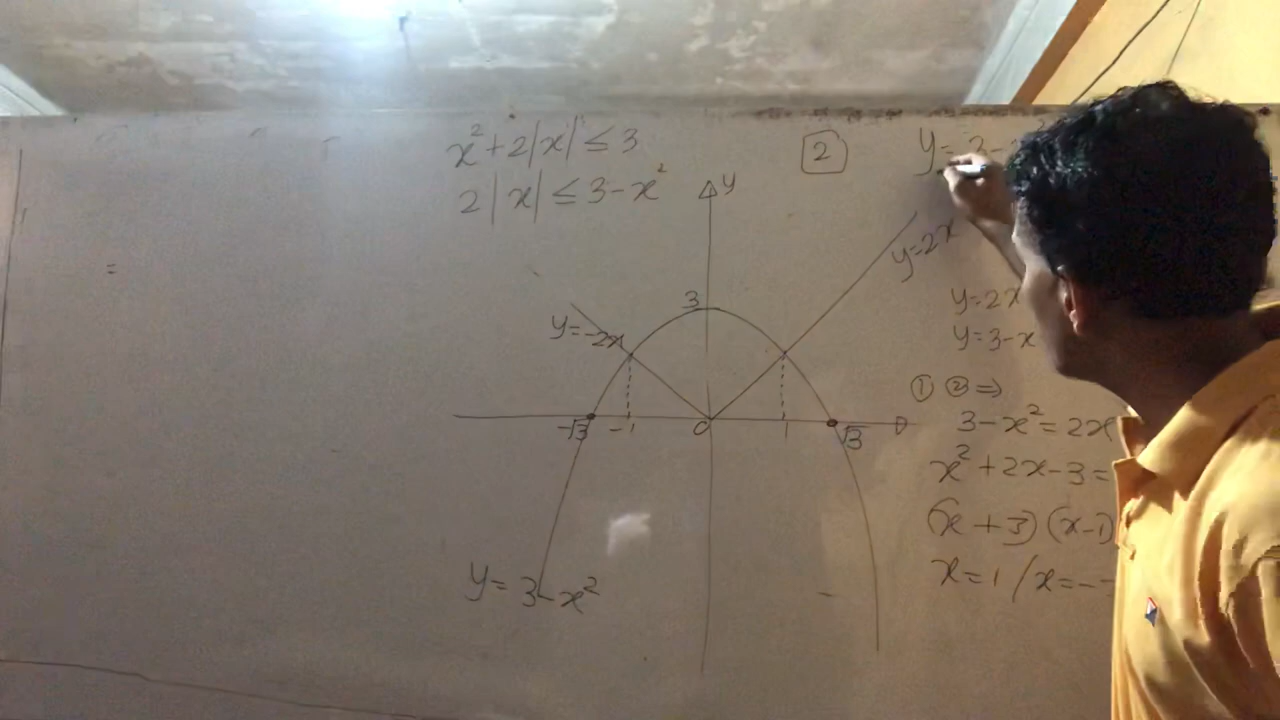 x²+2|x| ≤ 3
2|x| ≤ 3-x²
2
y= 3-
y
y=2x
3
y=-2x
-√3
-1
0
1
√3
y= 3-x²
y=2x
y=3-x
① ② ⇒
3-x²=2x
x²+2x-3=
(x+3)(x-1)
x=1 / x=-
=